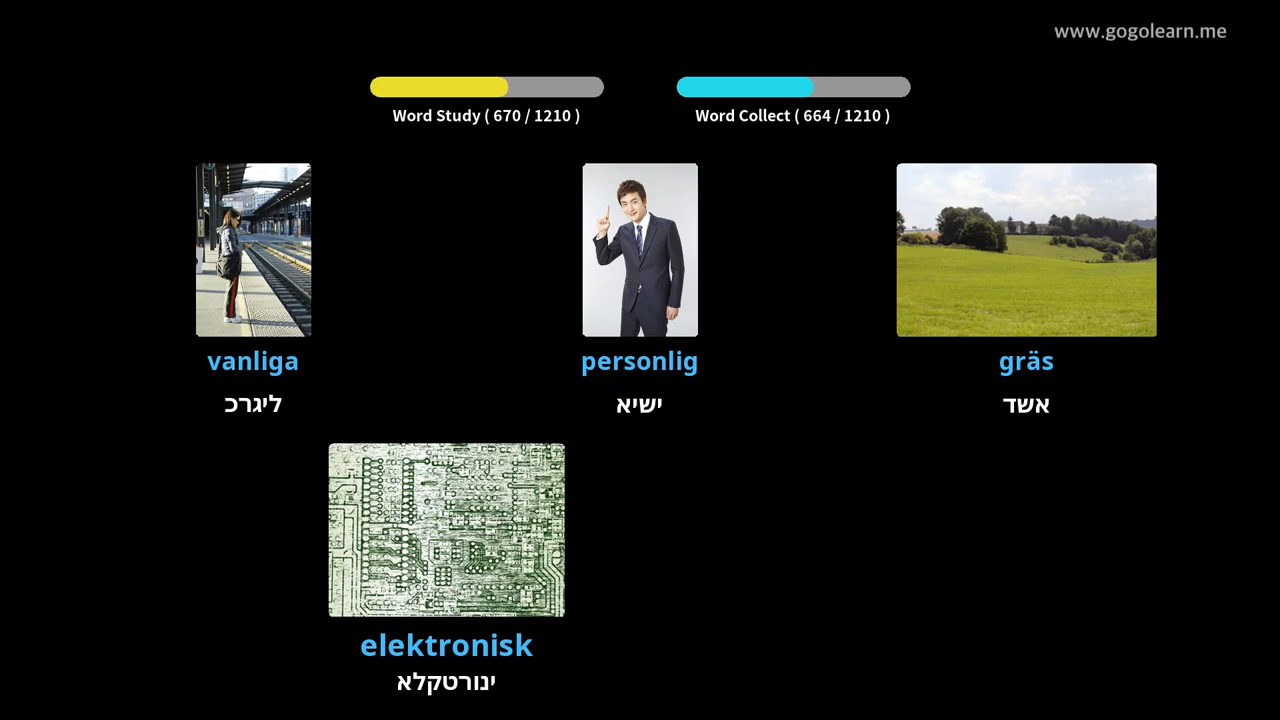 www.gogolearn.me
Word Study ( 670 / 1210 )
Word Collect ( 664 / 1210 )
vanliga
ליגרכ
personlig
ישיא
gräs
אשד
elektronisk
ינורטקלא